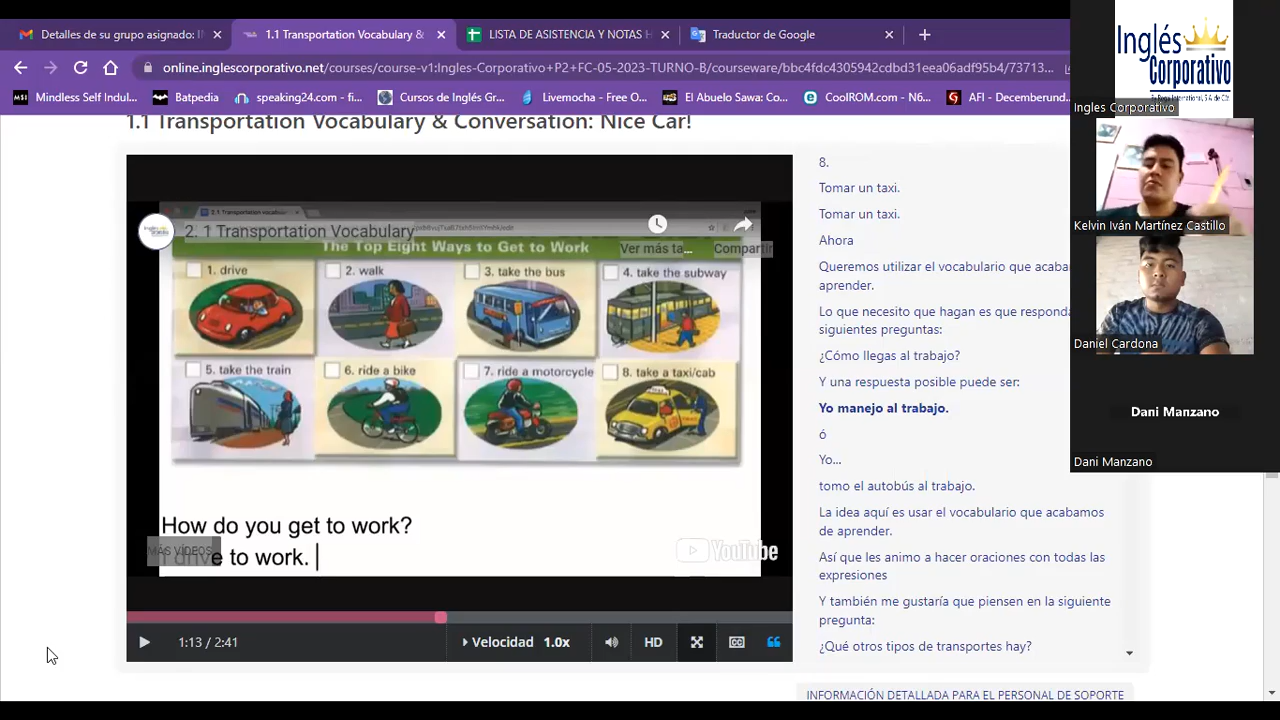 Detalles de su grupo asignado: I
1.1 Transportation Vocabulary &
LISTA DE ASISTENCIA Y NOTAS H
Traductor de Google
online.inglescorporativo.net/courses/course-v1:Ingles-Corporativo+P2+FC-05-2023-TURNO-B/courseware/bbc4fdc4305942cdbd31eea06adf95b4/73713...
Mindless Self Indul...
Batpedia
speaking24.com - fi...
Cursos de Inglés Gr...
Livemocha - Free O...
El Abuelo Sawa: Co...
CoolROM.com - N6...
AFI - Decemberund...
1.1 Transportation Vocabulary & Conversation: Nice Car!
2. 1 Transportation Vocabulary
Ver más ta...
Compartir
The Top Eight Ways to Get to Work
1. drive
2. walk
3. take the bus
4. take the subway
5. take the train
6. ride a bike
7. ride a motorcycle
8. take a taxi/cab
How do you get to work?
I drive to work.
MÁS VÍDEOS
YouTube
1:13 / 2:41
Velocidad 1.0x
HD
8.
Tomar un taxi.
Tomar un taxi.
Ahora
Queremos utilizar el vocabulario que acaba
aprender.
Lo que necesito que hagan es que respond
siguientes preguntas:
¿Cómo llegas al trabajo?
Y una respuesta posible puede ser:
Yo manejo al trabajo.
ó
Yo...
tomo el autobús al trabajo.
La idea aquí es usar el vocabulario que acabamos
de aprender.
Así que les animo a hacer oraciones con todas las
expresiones
Y también me gustaría que piensen en la siguiente
pregunta:
¿Qué otros tipos de transportes hay?
INFORMACIÓN DETALLADA PARA EL PERSONAL DE SOPORTE
Inglés
Corporativo
Ingles Corporativo
Kelvin Iván Martínez Castillo
Daniel Cardona
Dani Manzano
Dani Manzano